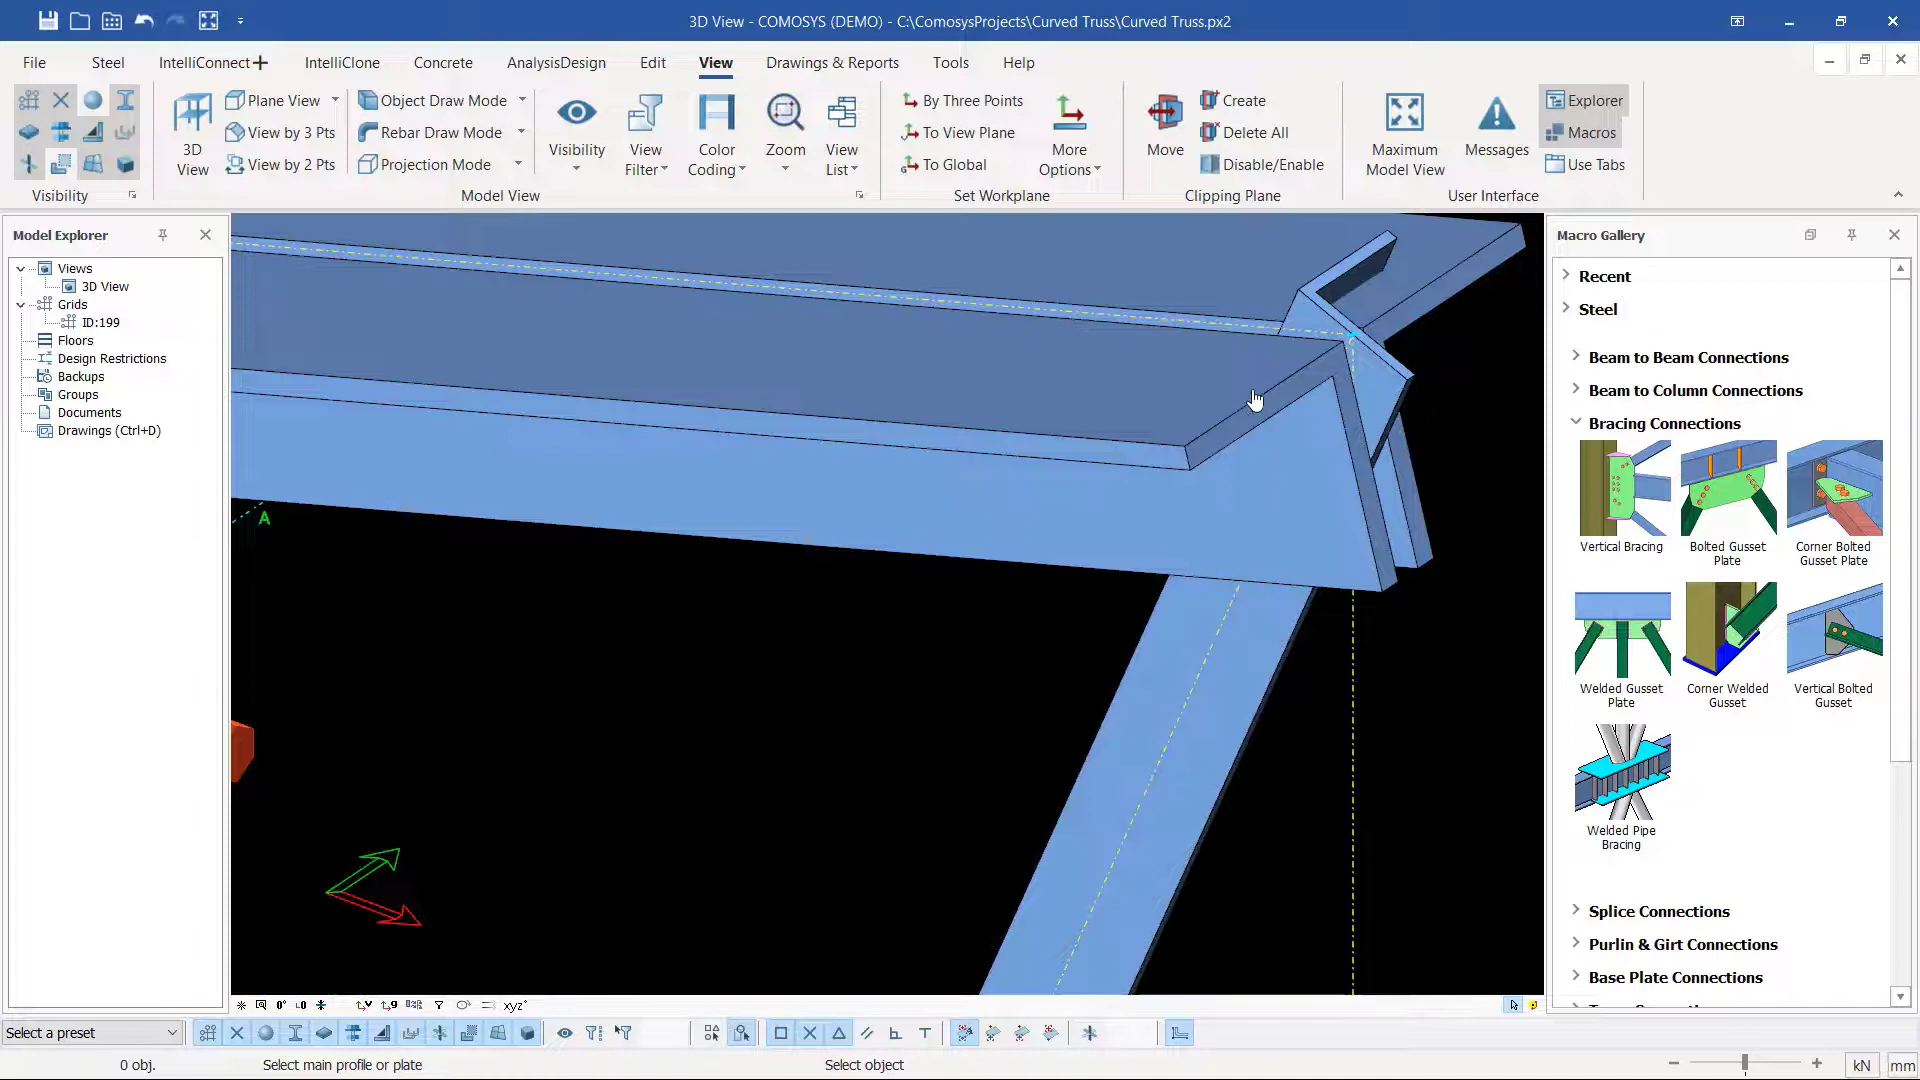 3D View - COMOSYS (DEMO) - C:\ComosysProjects\Curved Truss\Curved Truss.px2
File
Steel
IntelliConnect+
IntelliClone
Concrete
AnalysisDesign
Edit
View
Drawings & Reports
Tools
Help
Visibility
3D View
Plane View
View by 3 Pts
View by 2 Pts
Object Draw Mode
Rebar Draw Mode
Projection Mode
Model View
Visibility
View Filter
Color Coding
Zoom
View List
By Three Points
To View Plane
To Global
More Options
Set Workplane
Move
Create
Delete All
Disable/Enable
Clipping Plane
Maximum Model View
Messages
Explorer
Macros
Use Tabs
User Interface
Model Explorer
Views
3D View
Grids
ID:199
Floors
Design Restrictions
Backups
Groups
Documents
Drawings (Ctrl+D)
A
Macro Gallery
Recent
Steel
Beam to Beam Connections
Beam to Column Connections
Bracing Connections
Vertical Bracing
Bolted Gusset Plate
Corner Bolted Gusset Plate
Welded Gusset Plate
Corner Welded Gusset
Vertical Bolted Gusset
Welded Pipe Bracing
Splice Connections
Purlin & Girt Connections
Base Plate Connections
xyz
Select a preset
0 obj.
Select main profile or plate
Select object
kN
mm